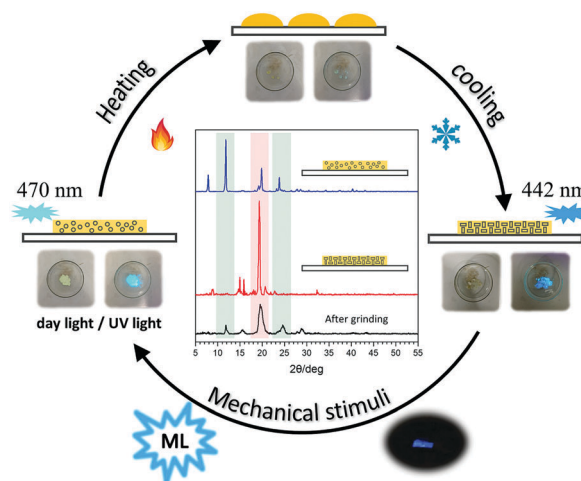 Heating
cooling
470 nm
442 nm
day light / UV light
After grinding
5 10 15 20 25 30 35 40 45 50 55
2θ/deg
Mechanical stimuli
ML